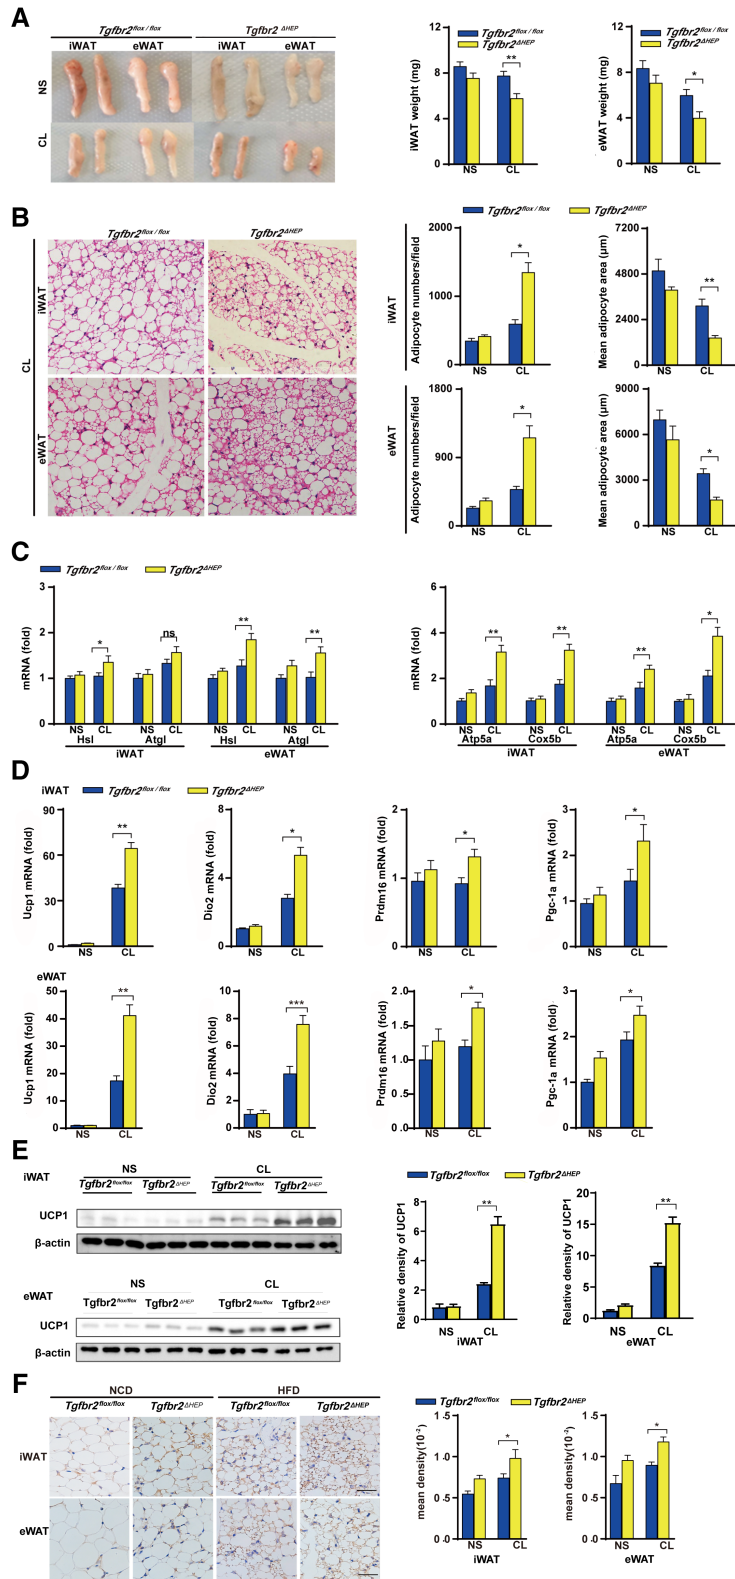 A
Tgfbr2flox / flox Tgfbr2 ΔHEP
iWAT eWAT iWAT eWAT
NS
CL
iWAT weight (mg)
12
8
4
0
Tgfbr2flox / flox
Tgfbr2ΔHEP
**
NS CL
eWAT weight (mg)
12
8
4
0
Tgfbr2flox / flox
Tgfbr2ΔHEP
*
NS CL
B
Tgfbr2flox / flox Tgfbr2ΔHEP
CL
iWAT
eWAT
Tgfbr2flox / flox Tgfbr2ΔHEP
iWAT
Adipocyte numbers/field
2000
1000
0
*
NS CL
Mean adipocyte area (μm)
7200
4800
2400
0
**
NS CL
eWAT
Adipocyte numbers/field
1800
900
0
*
NS CL
Mean adipocyte area (μm)
9000
6000
3000
0
*
NS CL
C
Tgfbr2flox / flox Tgfbr2ΔHEP
mRNA (fold)
3
2
1
0
* ns ** **
NS CL NS CL NS CL NS CL
Hsl Atgl Hsl Atgl
iWAT eWAT
mRNA (fold)
6
4
2
0
** ** ** *
NS CL NS CL NS CL NS CL
Atp5a Cox5b Atp5a Cox5b
iWAT eWAT
D
iWAT Tgfbr2flox / flox Tgfbr2ΔHEP
Ucp1 mRNA (fold)
90
60
30
0
**
NS CL
Dio2 mRNA (fold)
8
6
4
2
0
*
NS CL
Prdm16 mRNA (fold)
2
1
0
*
NS CL
Pgc-1a mRNA (fold)
3
2
1
0
*
NS CL
eWAT
Ucp1 mRNA (fold)
50
40
30
20
10
0
**
NS CL
Dio2 mRNA (fold)
10
8
6
4
2
0
***
NS CL
Prdm16 mRNA (fold)
2.0
1.5
1.0
0.5
0.0
*
NS CL
Pgc-1a mRNA (fold)
3
2
1
0
*
NS CL
E
iWAT NS CL
Tgfbr2flox/flox Tgfbr2ΔHEP Tgfbr2flox/flox Tgfbr2ΔHEP
UCP1
β-actin
eWAT NS CL
Tgfbr2flox/flox Tgfbr2ΔHEP Tgfbr2flox/flox Tgfbr2ΔHEP
UCP1
β-actin
Tgfbr2flox/flox Tgfbr2ΔHEP
Relative density of UCP1
8
6
4
2
0
**
NS CL
iWAT
Relative density of UCP1
20
15
10
5
0
**
NS CL
eWAT
F
NCD HFD
Tgfbr2flox/flox Tgfbr2ΔHEP Tgfbr2flox/flox Tgfbr2ΔHEP
iWAT
eWAT
Tgfbr2flox/flox Tgfbr2ΔHEP
mean density(10-2)
1.5
1.0
0.5
0.0
*
NS CL
iWAT
mean density(10-2)
1.5
1.0
0.5
0.0
*
NS CL
eWAT